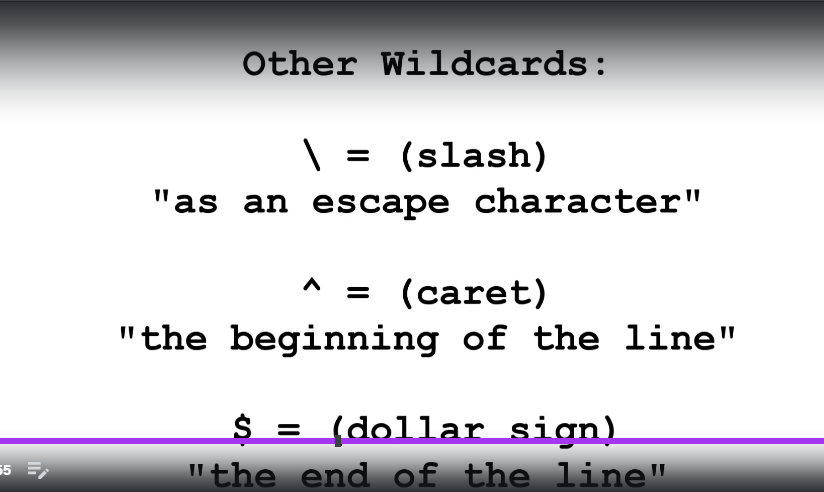 Other Wildcards:
\ = (slash)
"as an escape character"
^ = (caret)
"the beginning of the line"
$ = (dollar sign)
"the end of the line"